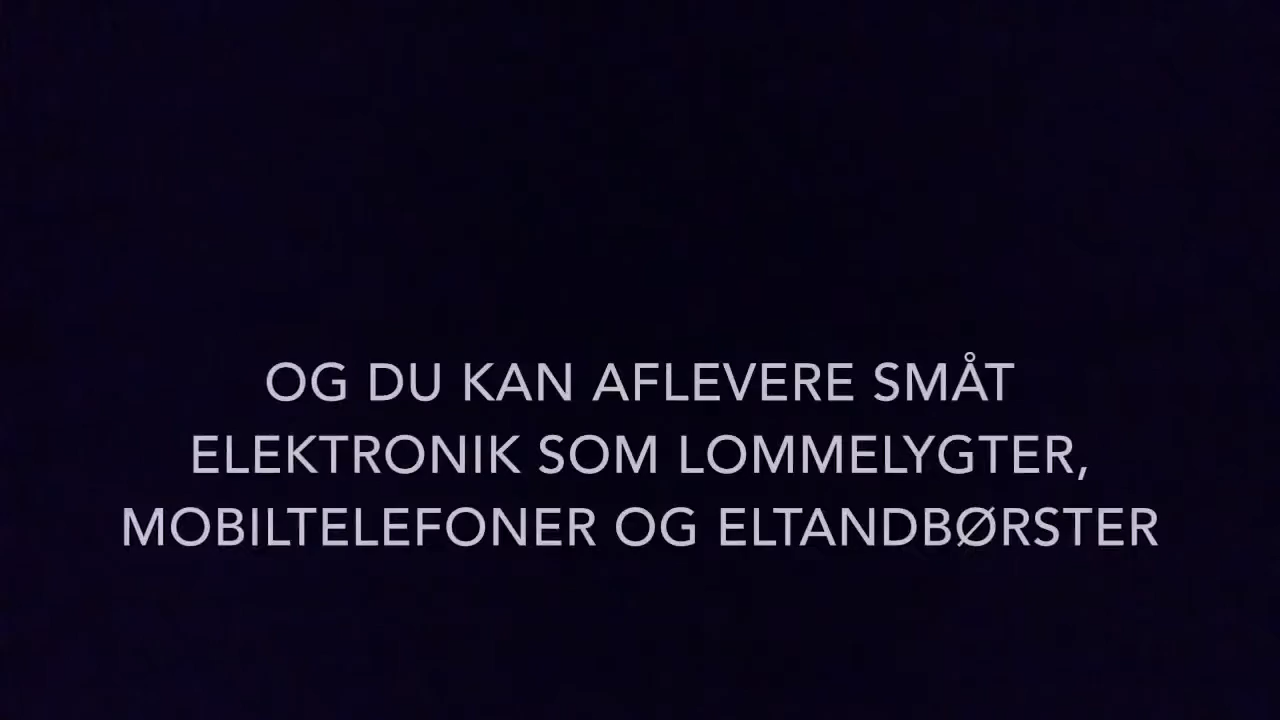 OG DU KAN AFLEVERE SMÅT
ELEKTRONIK SOM LOMMELYGTER,
MOBILTELEFONER OG ELTANDBØRSTER